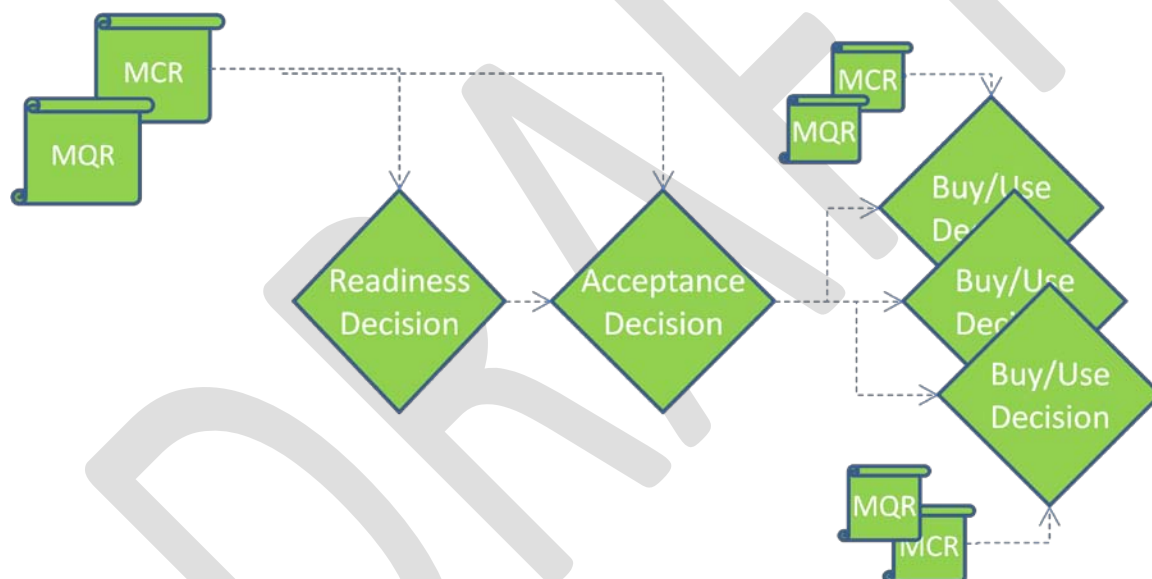 MCR
MQR
MCR
MQR
Readiness
Decision
Acceptance
Decision
Buy/Use
Buy/Use
Buy/Use
Decision
MQR
MCR
DRAFT